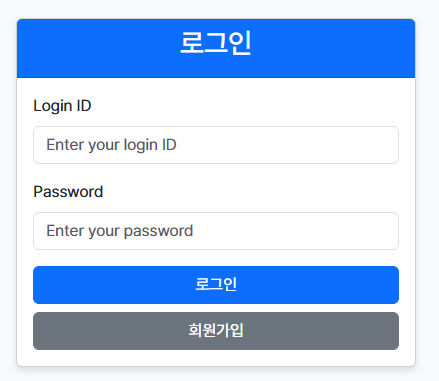 로그인
Login ID
Enter your login ID
Password
Enter your password
로그인
회원가입